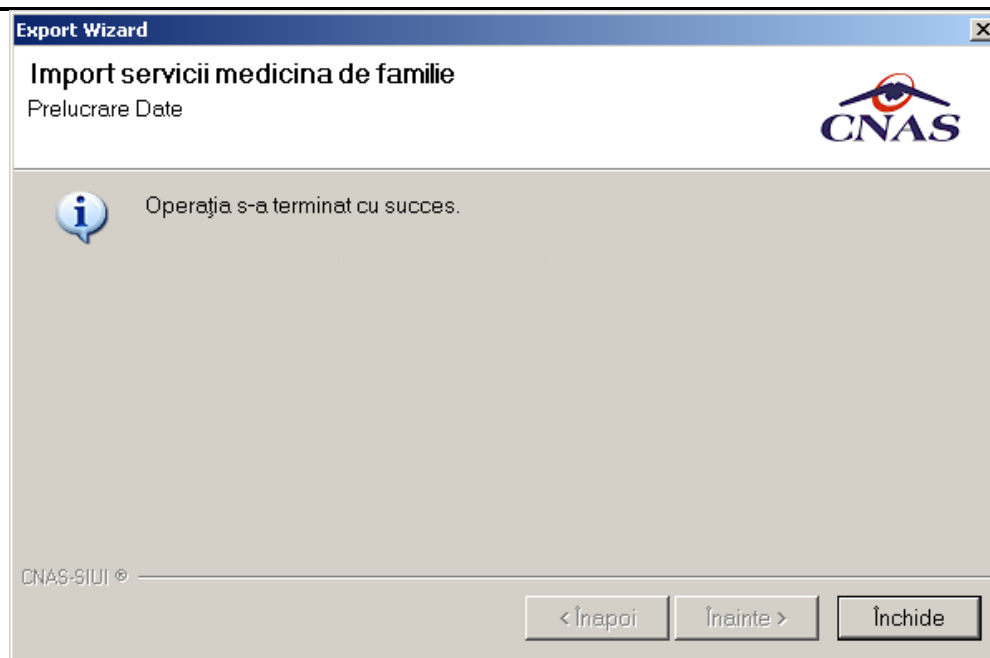 Export Wizard
Import servicii medicina de familie
Prelucrare Date
CNAS
Operaţia s-a terminat cu succes.
CNAS-SIUI ®
< Înapoi
Înainte >
Închide